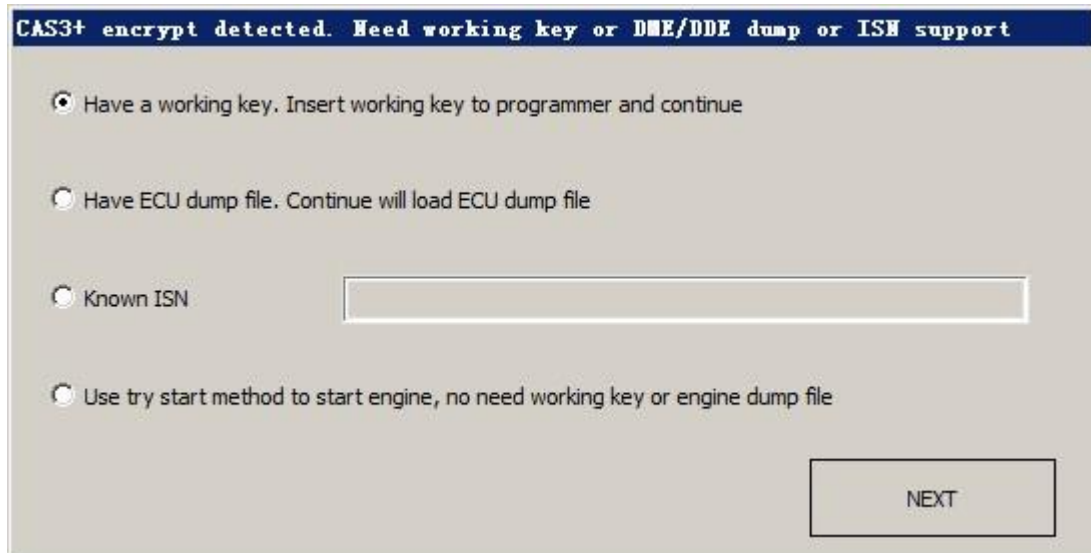 CAS3+ encrypt detected. Need working key or DME/DDE dump or ISN support
Have a working key. Insert working key to programmer and continue
Have ECU dump file. Continue will load ECU dump file
Known ISN
Use try start method to start engine, no need working key or engine dump file
NEXT